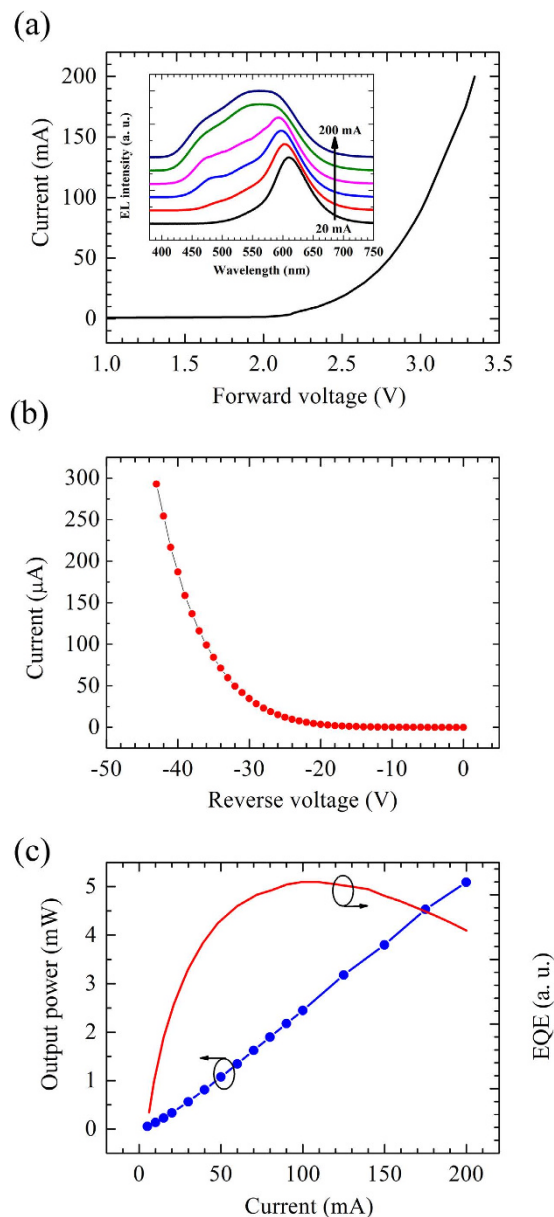 (a)
Current (mA)
200
150
100
50
0
1.0 1.5 2.0 2.5 3.0 3.5
Forward voltage (V)
EL intensity (a. u.)
200 mA
20 mA
400 450 500 550 600 650 700 750
Wavelength (nm)
(b)
Current (μA)
300
250
200
150
100
50
0
-50 -40 -30 -20 -10 0
Reverse voltage (V)
(c)
Output power (mW)
5
4
3
2
1
0
EQE (a. u.)
0 50 100 150 200
Current (mA)